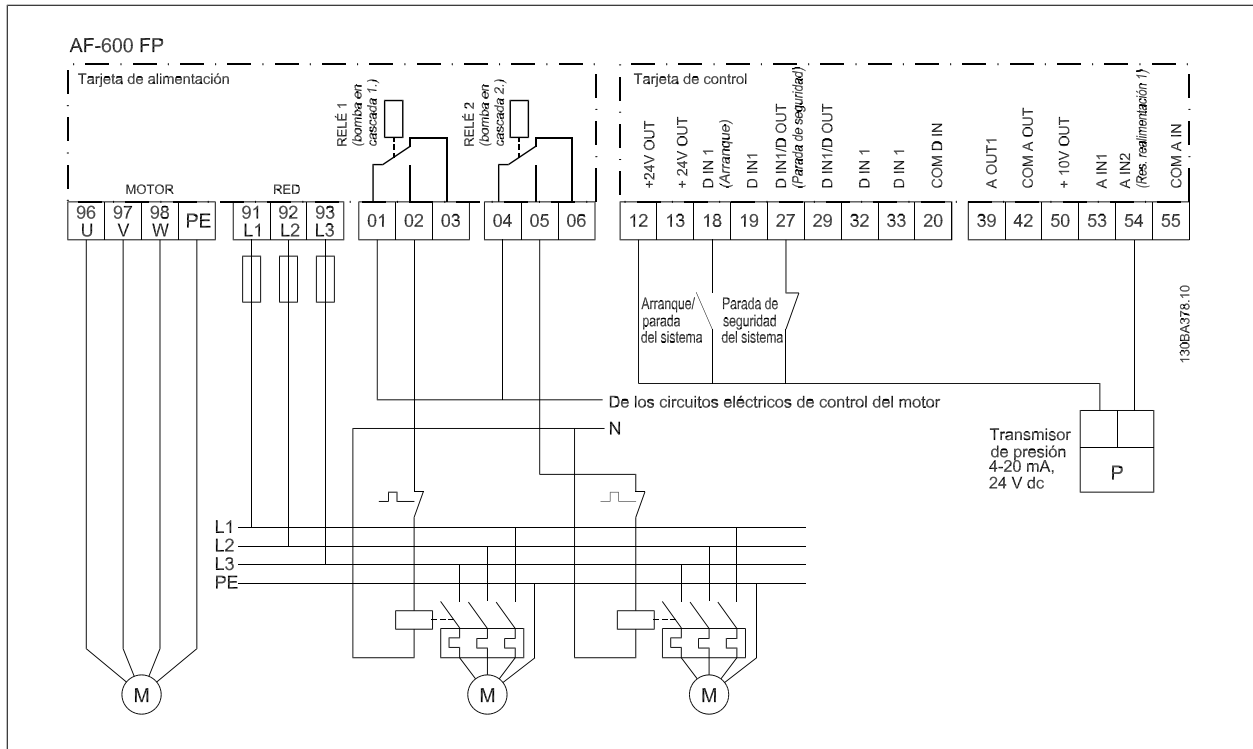 AF-600 FP
Tarjeta de alimentación
Tarjeta de control
RELÉ 1
(bomba en
cascada 1.)
RELÉ 2
(bomba en
cascada 2.)
+24V OUT
+ 24V OUT
D IN 1
(Arranque)
D IN1
D IN1/D OUT
(Parada de seguridad)
D IN1/D OUT
D IN 1
D IN 1
COM D IN
A OUT1
COM A OUT
+ 10V OUT
A IN1
A IN2
(Res. realimentación 1)
COM A IN
MOTOR
RED
96 97 98 PE
U V W
91 92 93
L1 L2 L3
01 02 03
04 05 06
12 13 18 19 27 29 32 33 20
39 42 50 53 54 55
Arranque/
parada
del sistema
Parada de
seguridad
del sistema
130BA378.10
De los circuitos eléctricos de control del motor
N
Transmisor
de presión
4-20 mA,
24 V dc
P
L1
L2
L3
PE
M
M
M